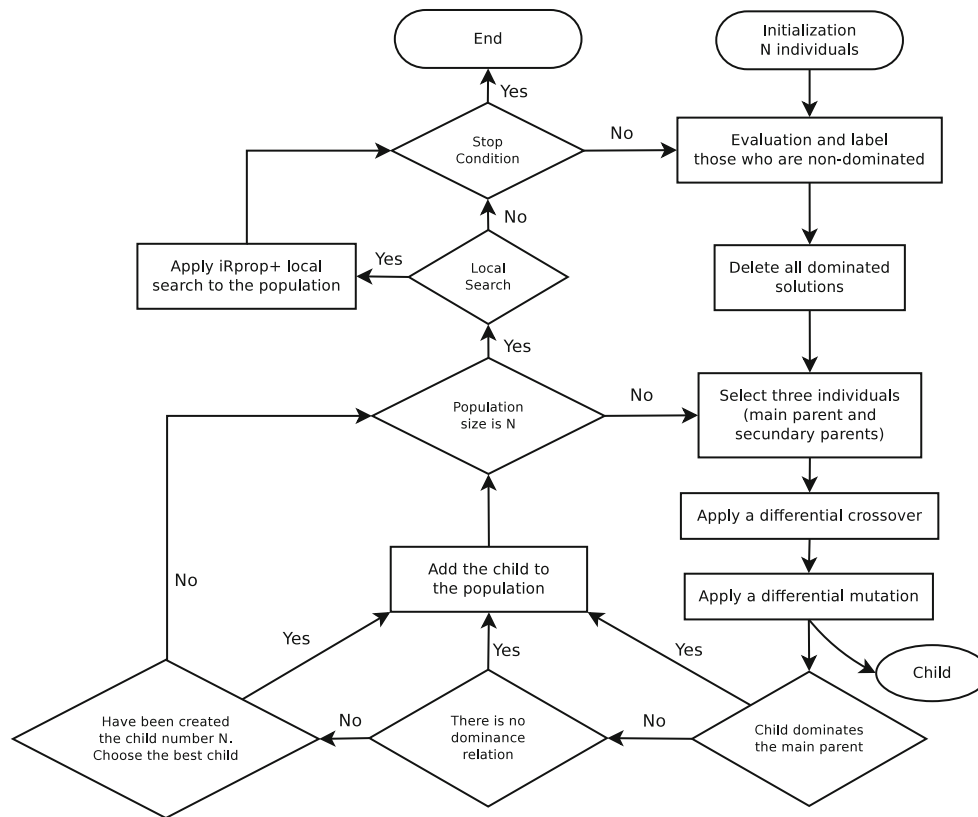 End
Initialization
N individuals
Yes
Stop
Condition
No
Evaluation and label
those who are non-dominated
No
Apply iRprop+ local
search to the population
Yes
Local
Search
Delete all dominated
solutions
Yes
Population
size is N
No
Select three individuals
(main parent and
secundary parents)
Apply a differential crossover
No
Add the child to
the population
Apply a differential mutation
Yes
Yes
Yes
Child
Have been created
the child number N.
Choose the best child
No
There is no
dominance
relation
No
Child dominates
the main parent